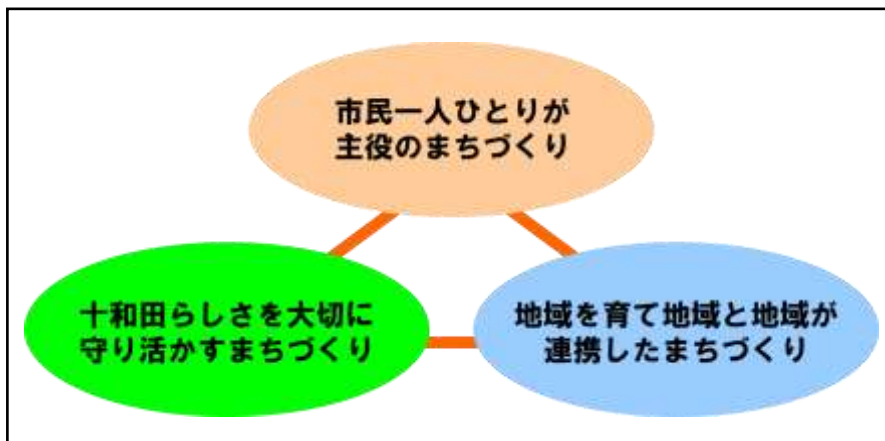 市民一人ひとりが
主役のまちづくり
十和田らしさを大切に
守り活かすまちづくり
地域を育て地域と地域が
連携したまちづくり